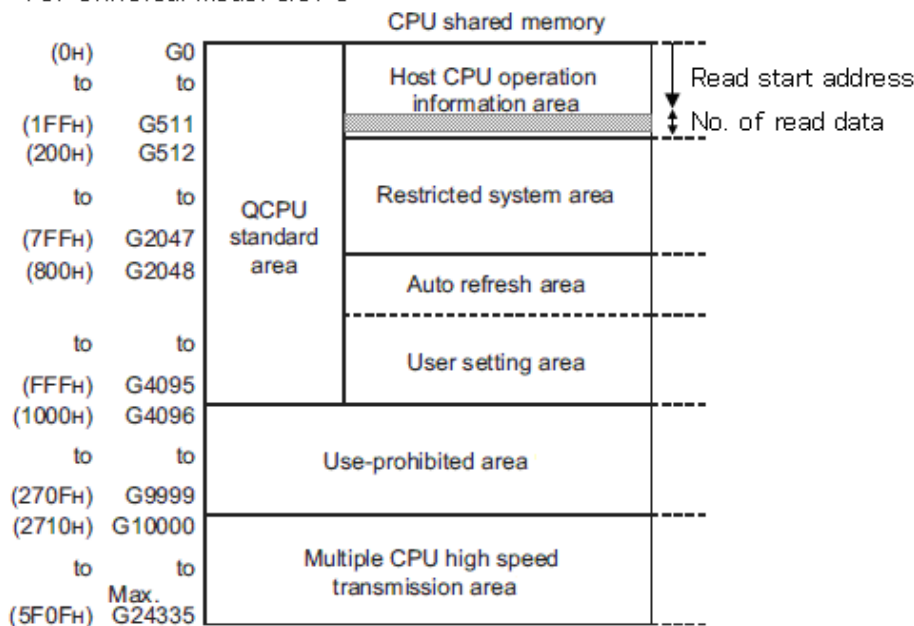 CPU shared memory
(0H) G0
to to
(1FFH) G511
(200H) G512
to to
(7FFH) G2047
(800H) G2048
to to
(FFFH) G4095
(1000H) G4096
to to
(270FH) G9999
(2710H) G10000
to to
Max.
(5F0FH) G24335
QCPU
standard
area
Host CPU operation
information area
Restricted system area
Auto refresh area
User setting area
Use-prohibited area
Multiple CPU high speed
transmission area
Read start address
No. of read data